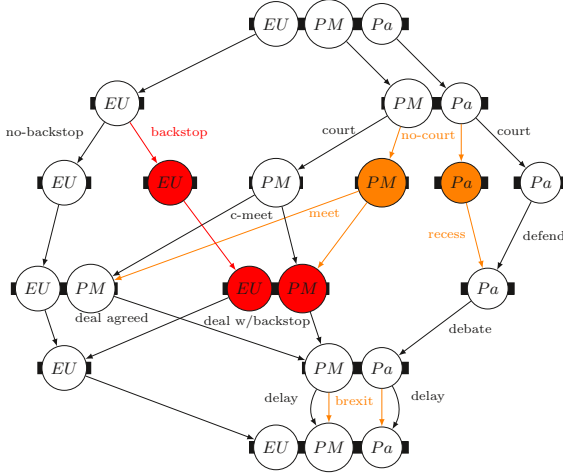 EU PM Pa
EU PM Pa
no-backstop backstop court no-court court
EU EU PM PM Pa Pa
c-meet meet recess defend
EU PM EU PM Pa
deal agreed deal w/backstop debate
EU PM Pa
delay brexit delay
EU PM Pa